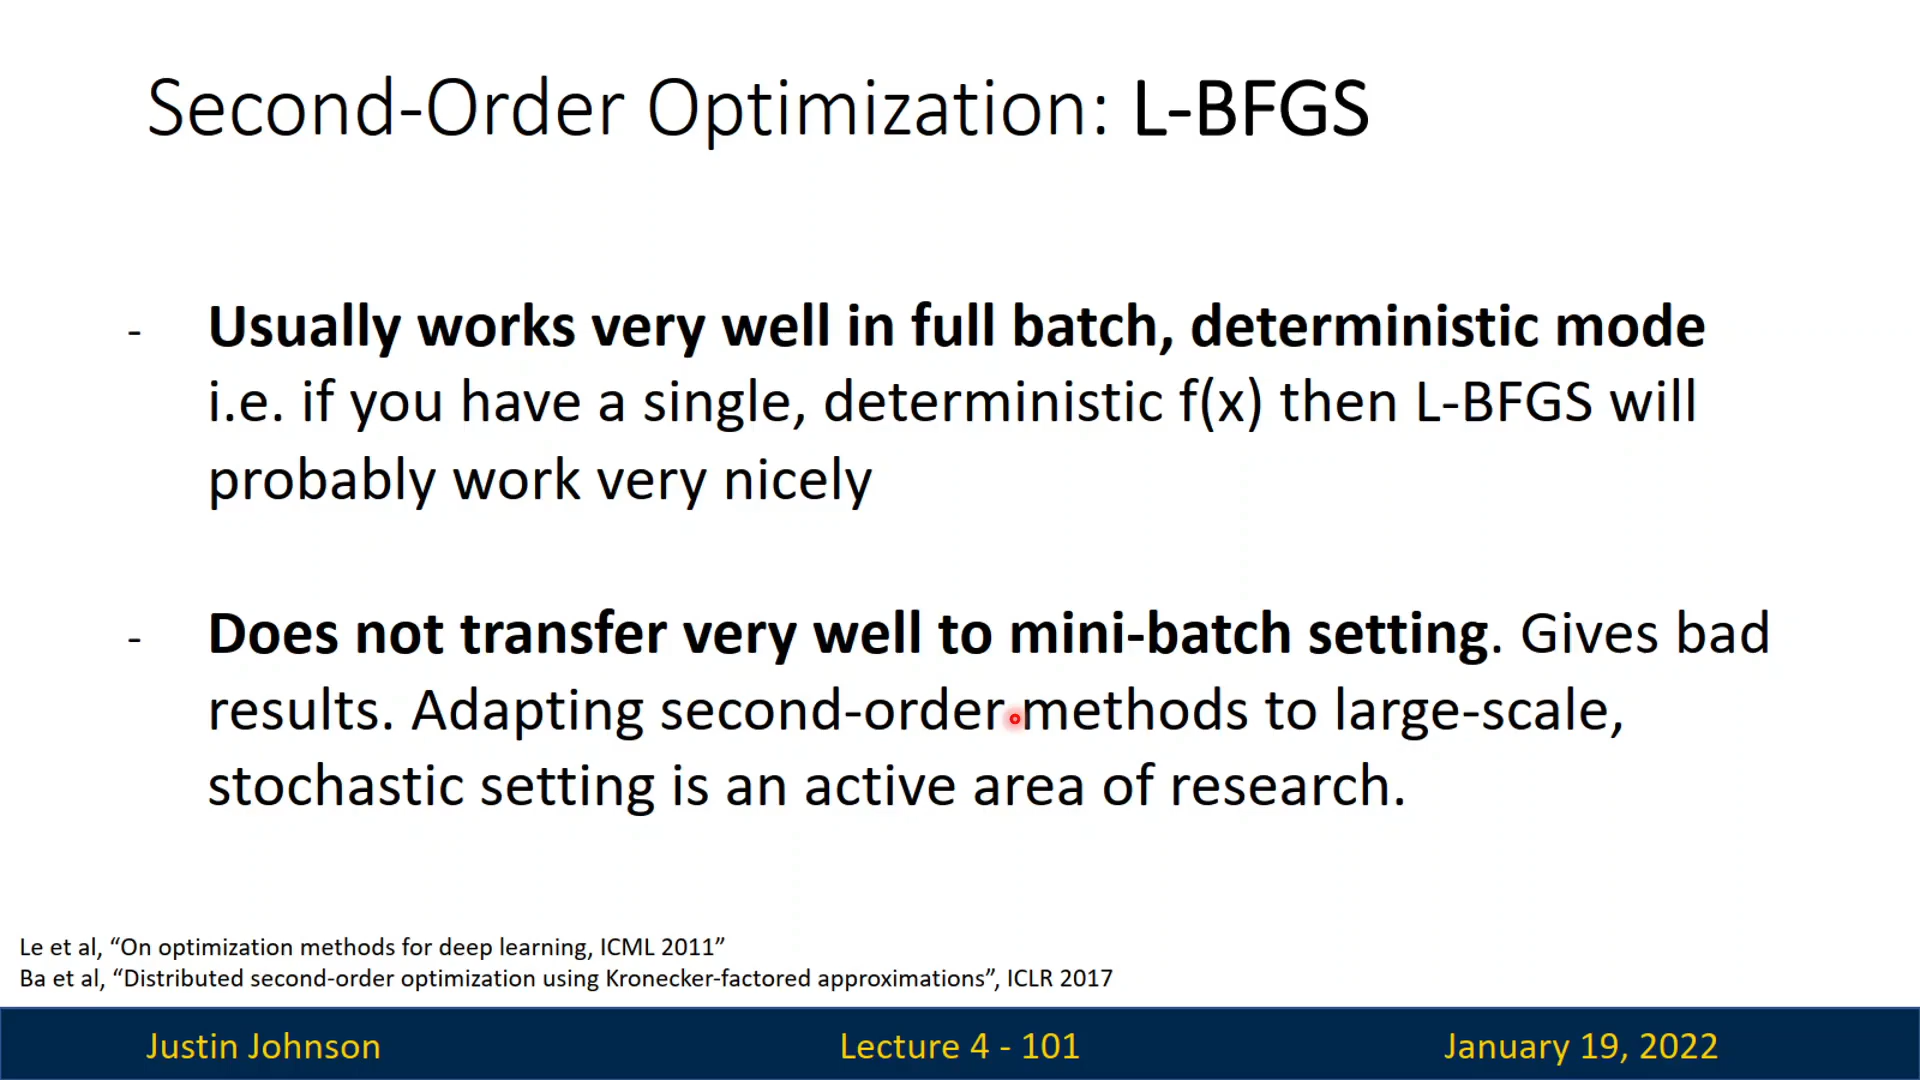 Second-Order Optimization: L-BFGS
- Usually works very well in full batch, deterministic mode
i.e. if you have a single, deterministic f(x) then L-BFGS will
probably work very nicely
- Does not transfer very well to mini-batch setting. Gives bad
results. Adapting second-order methods to large-scale,
stochastic setting is an active area of research.
Le et al, “On optimization methods for deep learning, ICML 2011”
Ba et al, “Distributed second-order optimization using Kronecker-factored approximations”, ICLR 2017
Justin Johnson
Lecture 4 - 101
January 19, 2022